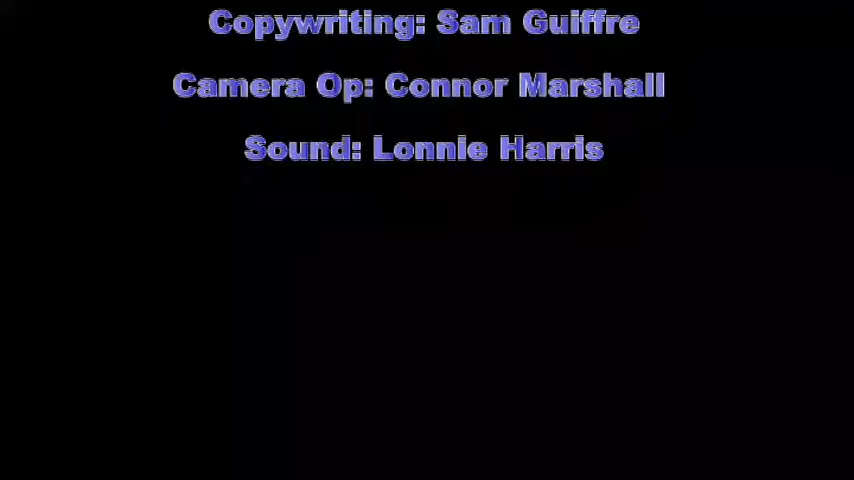 Copywriting: Sam Guiffre
Camera Op: Connor Marshall
Sound: Lonnie Harris